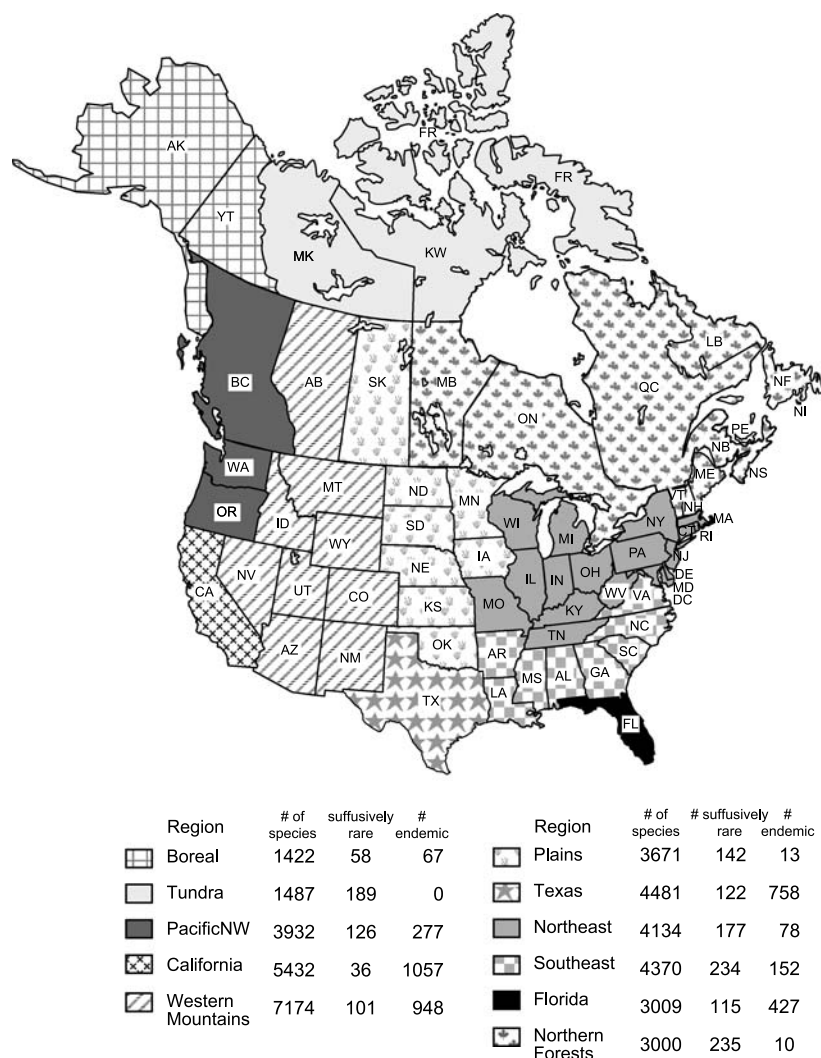 AK
FR
FR
YT
MK
KW
LB
BC
AB
SK
MB
QC
NF
ON
NI
PE
NB
WA
ME
NS
MT
ND
MN
VT
NH
OR
ID
SD
WI
NY
MA
WY
MI
CT
RI
IA
PA
NE
NJ
NV
OH
CA
UT
CO
IL
IN
DE
MD
KS
MO
WV
VA
DC
KY
NC
OK
TN
AZ
NM
AR
SC
MS
AL
GA
TX
LA
FL
Region # of species suffusively rare # endemic
Boreal 1422 58 67
Tundra 1487 189 0
PacificNW 3932 126 277
California 5432 36 1057
Western Mountains 7174 101 948
Region # of species # suffusively rare # endemic
Plains 3671 142 13
Texas 4481 122 758
Northeast 4134 177 78
Southeast 4370 234 152
Florida 3009 115 427
Northern Forests 3000 235 10